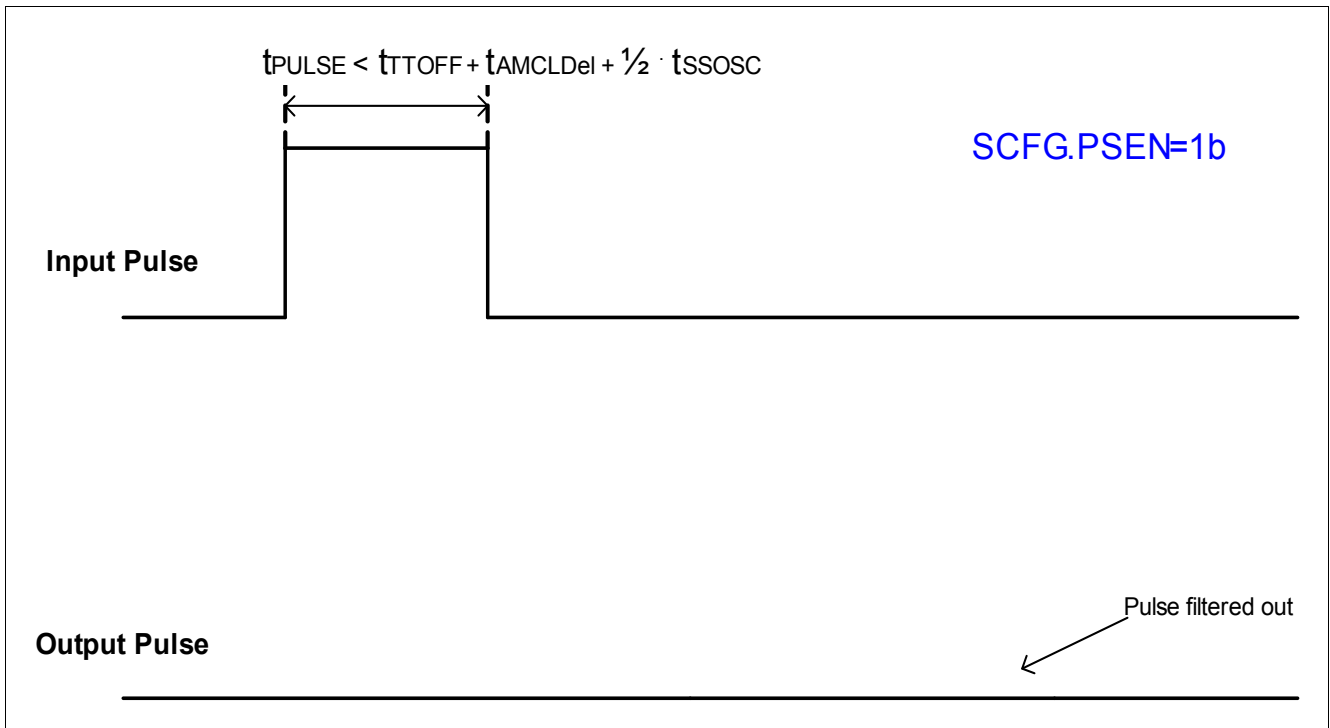 tPULSE < tTTOFF + tAMCLDel + ½ · tSSOSC
SCFG.PSEN=1b
Input Pulse
Pulse filtered out
Output Pulse